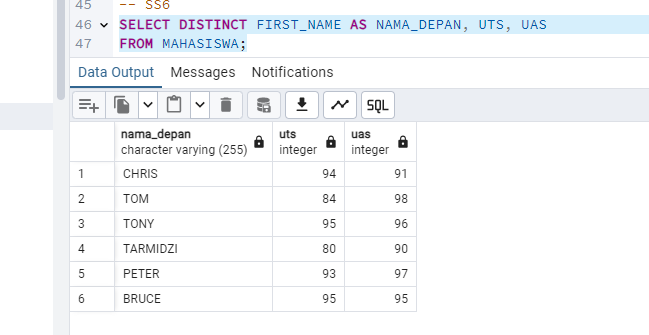 45 -- SS6
46 SELECT DISTINCT FIRST_NAME AS NAMA_DEPAN, UTS, UAS
47 FROM MAHASISWA;
Data Output Messages Notifications
SQL
nama_depan uts uas
character varying (255) integer integer
1 CHRIS 94 91
2 TOM 84 98
3 TONY 95 96
4 TARMIDZI 80 90
5 PETER 93 97
6 BRUCE 95 95